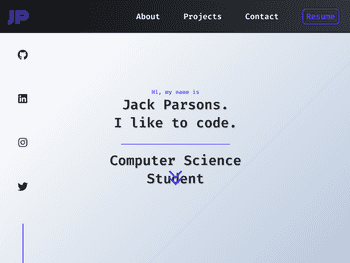 JP
About Projects Contact Resume
Hi, my name is
Jack Parsons.
I like to code.
Computer Science
Student